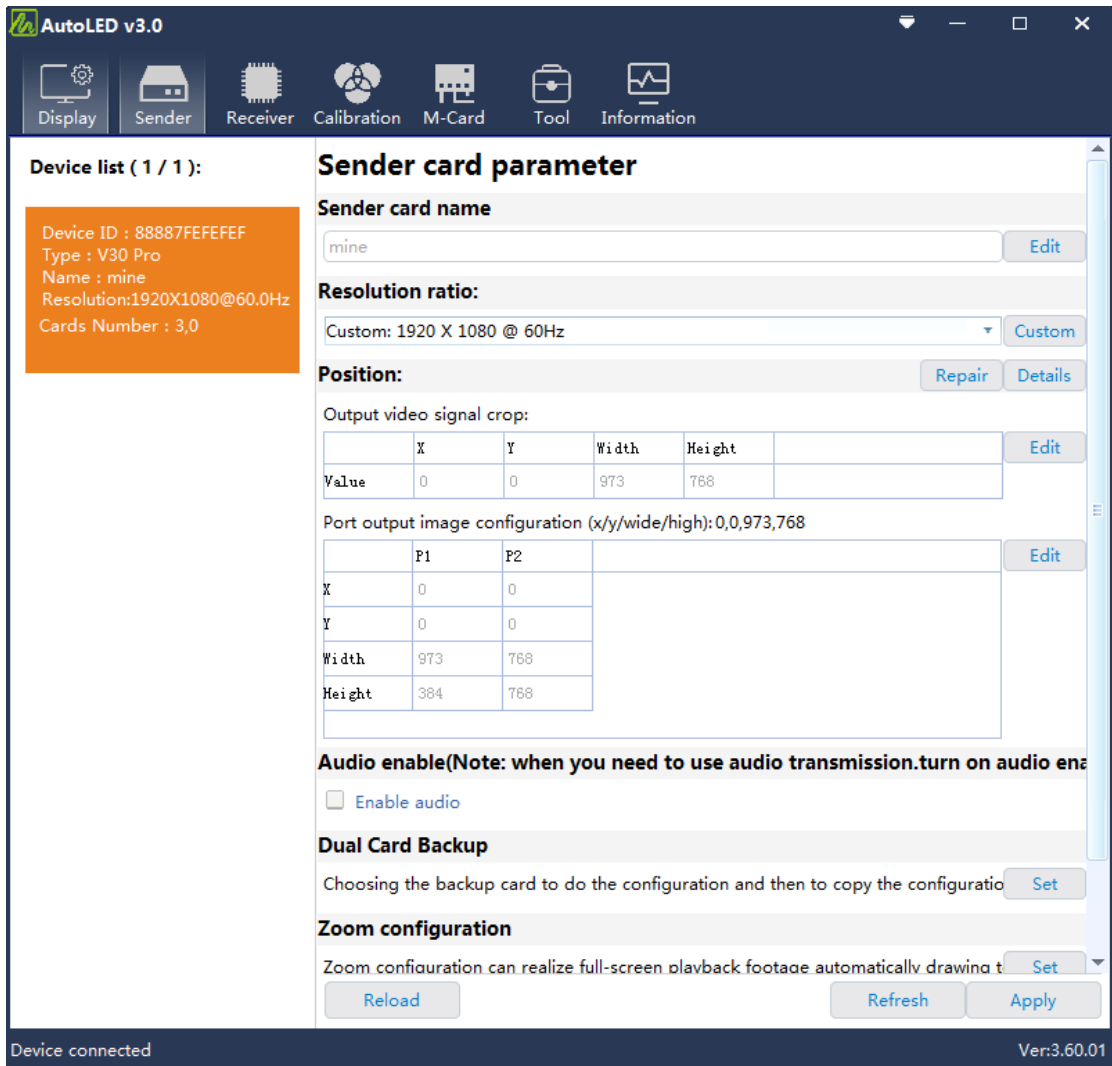 AutoLED v3.0
Display Sender Receiver Calibration M-Card Tool Information
Device list ( 1 / 1 ):
Device ID : 88887FEFEFEF
Type : V30 Pro
Name : mine
Resolution:1920X1080@60.0Hz
Cards Number : 3,0
Sender card parameter
Sender card name
mine Edit
Resolution ratio:
Custom: 1920 X 1080 @ 60Hz Custom
Position: Repair Details
Output video signal crop:
X Y Width Height Edit
Value 0 0 973 768
Port output image configuration (x/y/wide/high): 0,0,973,768
P1 P2 Edit
X 0 0
Y 0 0
Width 973 768
Height 384 768
Audio enable(Note: when you need to use audio transmission.turn on audio ena
Enable audio
Dual Card Backup
Choosing the backup card to do the configuration and then to copy the configuratio Set
Zoom configuration
Zoom configuration can realize full-screen playback footage automatically drawing t Set
Reload Refresh Apply
Device connected Ver:3.60.01